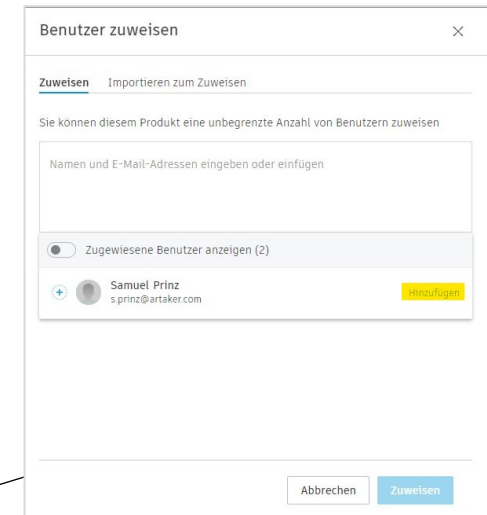 Benutzer zuweisen
Zuweisen Importieren zum Zuweisen
Sie können diesem Produkt eine unbegrenzte Anzahl von Benutzern zuweisen
Namen und E-Mail-Adressen eingeben oder einfügen
Zugewiesene Benutzer anzeigen (2)
Samuel Prinz
s.prinz@artaker.com
Hinzufügen
Abbrechen Zuweisen